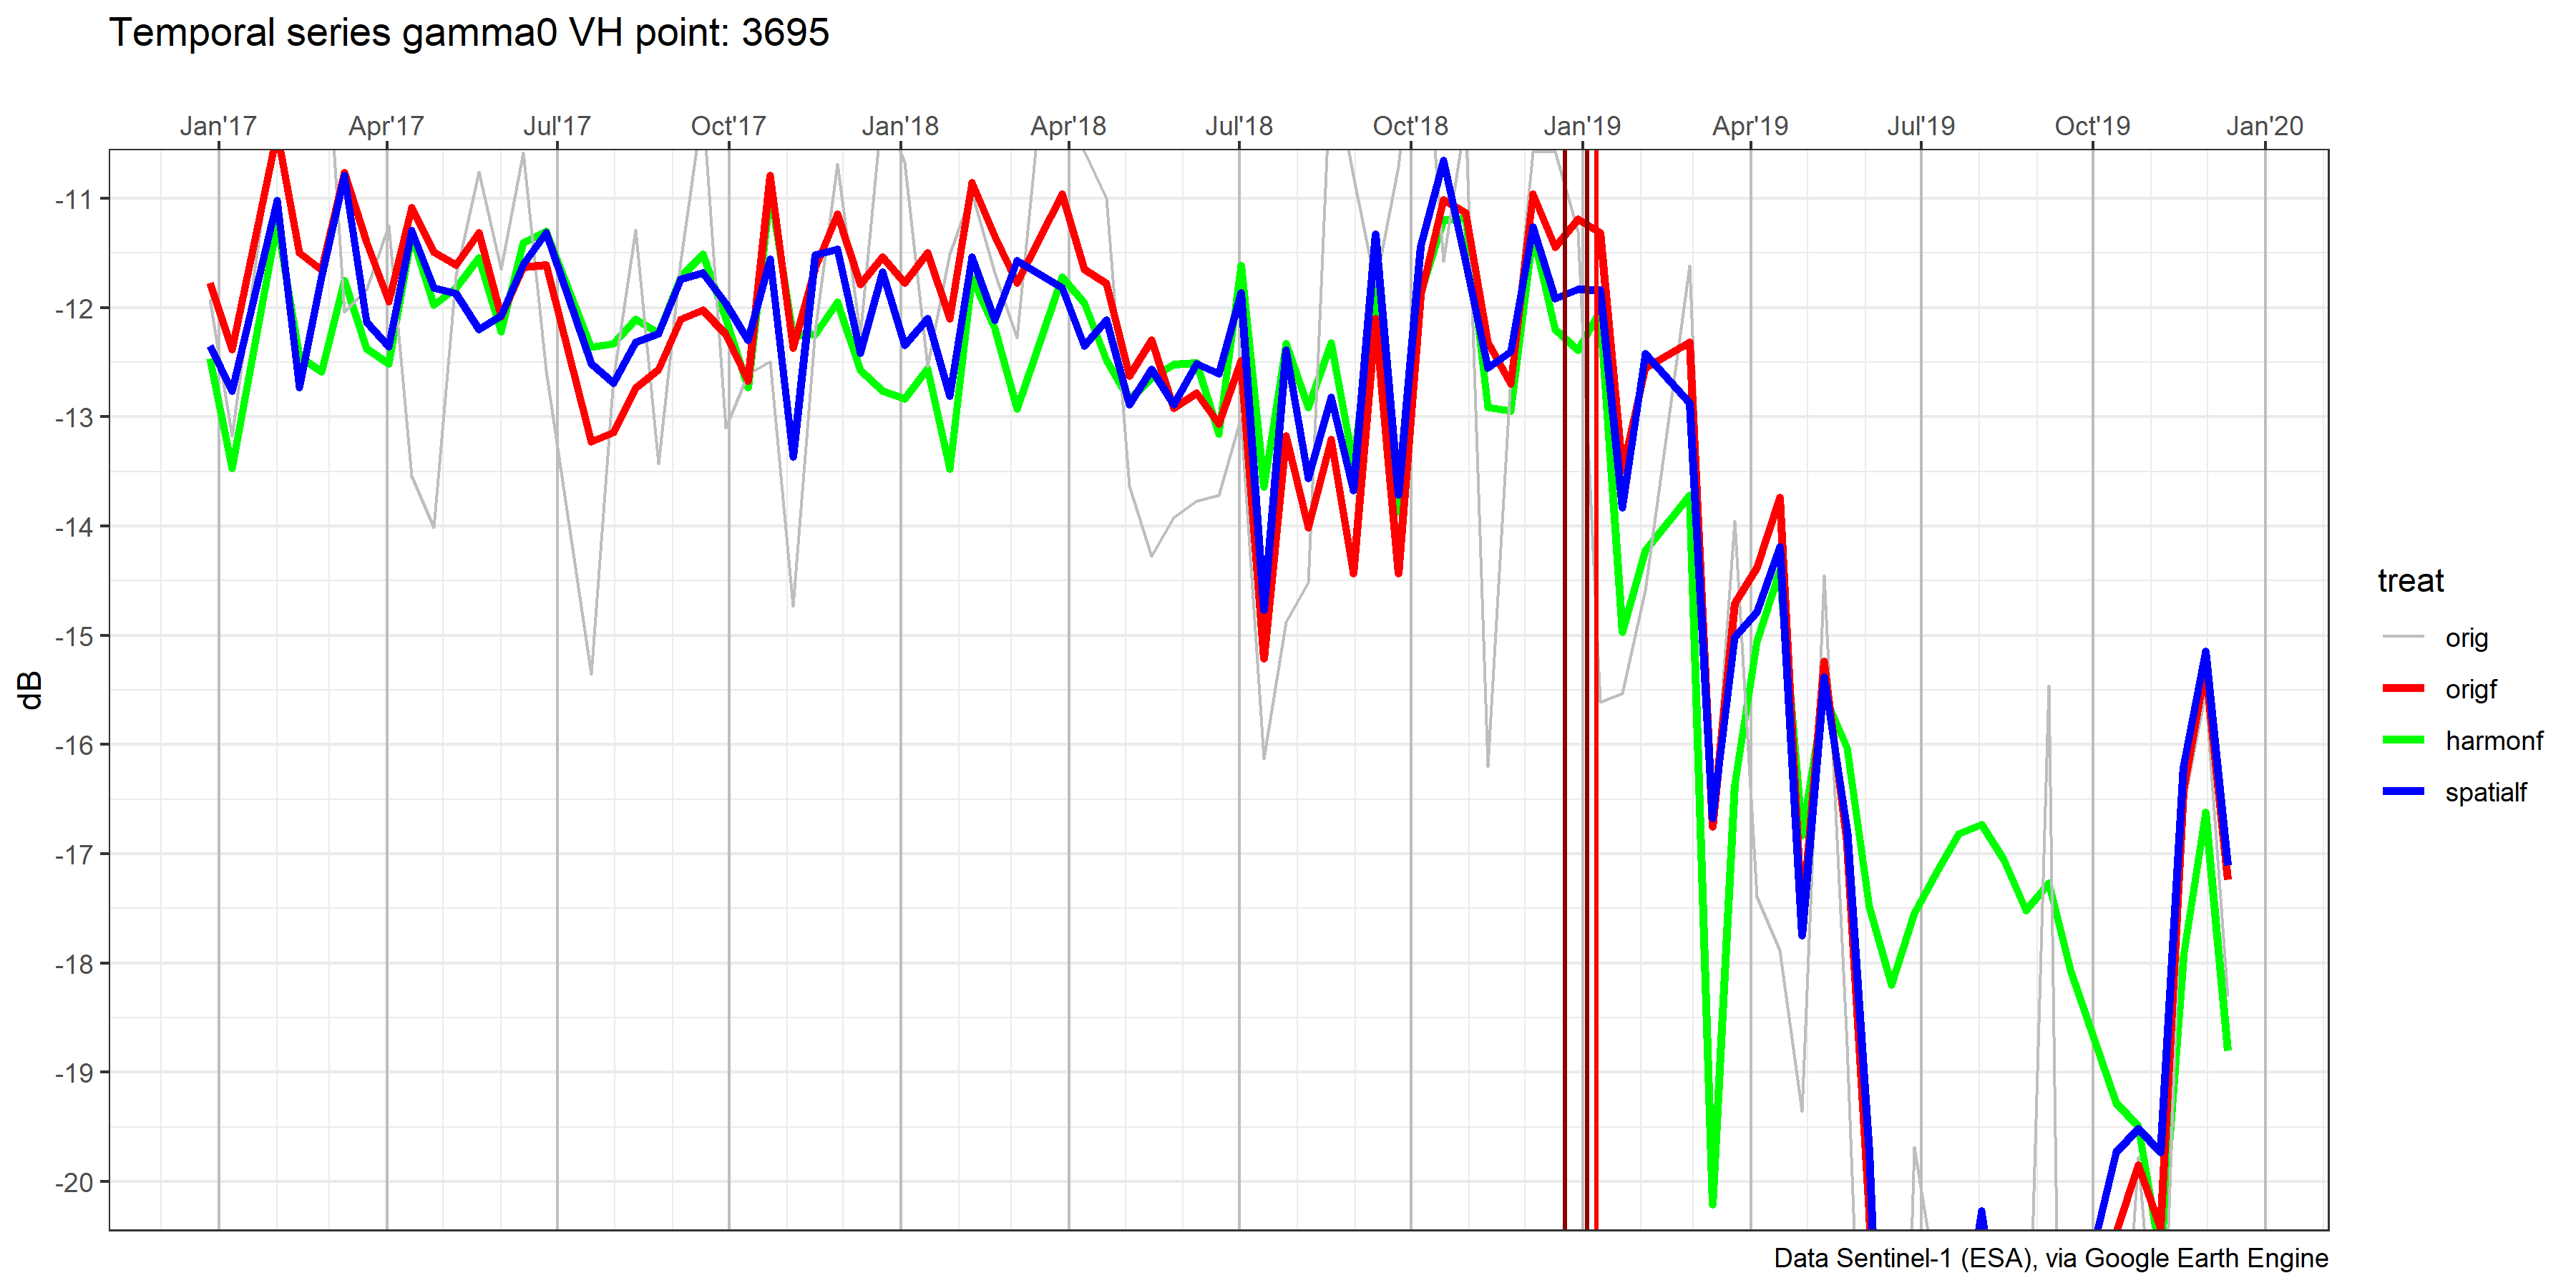 Temporal series gamma0 VH point: 3695
Jan'17 Apr'17 Jul'17 Oct'17 Jan'18 Apr'18 Jul'18 Oct'18 Jan'19 Apr'19 Jul'19 Oct'19 Jan'20
-11
-12
-13
-14
-15
-16
-17
-18
-19
-20
dB
treat
orig
origf
harmonf
spatialf
Data Sentinel-1 (ESA), via Google Earth Engine